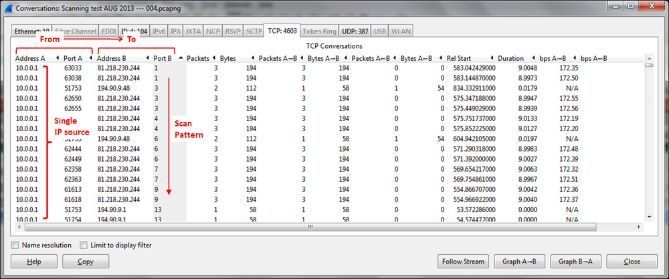 Conversations: Scanning test AUG 2013 --- 004.pcapng
Ethernet: 10 Fibre Channel FDDI IPv4: 104 IPv6 IPX JXTA NCP RSVP SCTP TCP: 4603 Token Ring UDP: 387 USB WLAN
From To
TCP Conversations
Address A Port A Address B Port B Packets Bytes Packets A→B Bytes A→B Packets A←B Bytes A←B Rel Start Duration bps A→B bps A←B
10.0.0.1 63033 81.218.230.244 1 3 194 3 194 0 0 583.042429000 9.0048 172.35
10.0.0.1 63038 81.218.230.244 1 3 194 3 194 0 0 583.144870000 8.9973 172.50
10.0.0.1 51753 194.90.9.48 3 2 112 1 58 1 54 834.332911000 0.0179 N/A
10.0.0.1 62650 81.218.230.244 3 3 194 3 194 0 0 575.347188000 8.9947 172.55
10.0.0.1 62655 81.218.230.244 3 3 194 3 194 0 0 575.449029000 8.9939 172.56
10.0.0.1 4 3 194 3 194 0 0 575.751737000 9.0133 172.19
10.0.0.1 4 3 194 3 194 0 0 575.852227000 9.0129 172.20
10.0.0.1 51753 194.90.9.48 6 2 112 1 58 1 54 604.942105000 0.0197 N/A
10.0.0.1 62444 81.218.230.244 6 3 194 3 194 0 0 571.290318000 8.9983 172.48
10.0.0.1 62449 81.218.230.244 6 3 194 3 194 0 0 571.392000000 172.39
10.0.0.1 62358 81.218.230.244 7 3 194 3 194 0 0 569.654217000 9.0063 172.32
10.0.0.1 62363 81.218.230.244 7 3 194 3 194 0 0 569.754861000 8.9967 172.51
10.0.0.1 61613 81.218.230.244 9 3 194 3 194 0 0 554.866707000 9.0042 172.36
10.0.0.1 61618 81.218.230.244 9 3 194 3 194 0 0 554.966922000 9.0040 172.37
10.0.0.1 51753 194.90.9.1 13 1 58 1 58 0 0 53.572286000 0.0000 N/A
10.0.0.1 51754 194.90.9.1 13 1 58 1 58 0 0 54.574472000 0.0000 N/A
Single
IP source
Scan
Pattern
Name resolution Limit to display filter
Help Copy Follow Stream Graph A→B Graph B→A Close